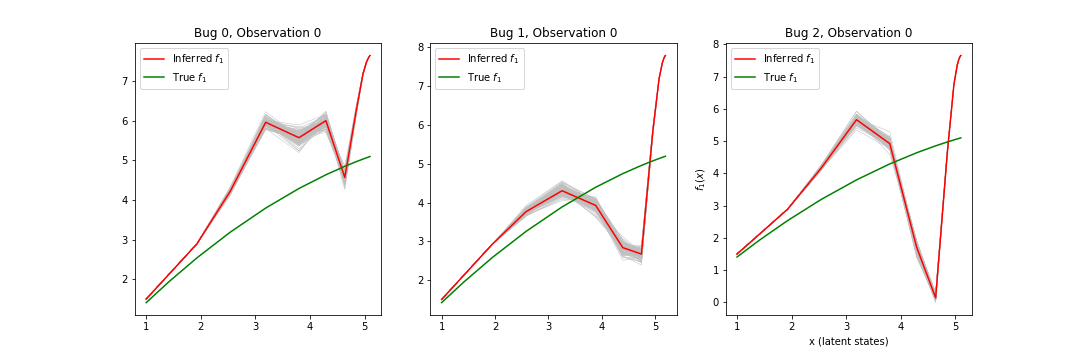 Bug 0, Observation 0
Inferred f₁
True f₁
7
6
5
4
3
2
1 2 3 4 5
Bug 1, Observation 0
Inferred f₁
True f₁
8
7
6
5
4
3
2
1 2 3 4 5
Bug 2, Observation 0
Inferred f₁
True f₁
f₁(x)
8
7
6
5
4
3
2
1
0
1 2 3 4 5
x (latent states)